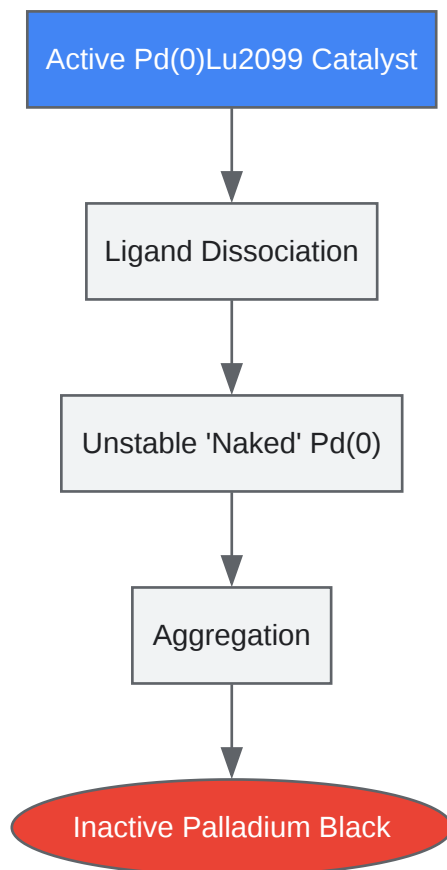 Active Pd(0)Lu2099 Catalyst
Ligand Dissociation
Unstable 'Naked' Pd(0)
Aggregation
Inactive Palladium Black